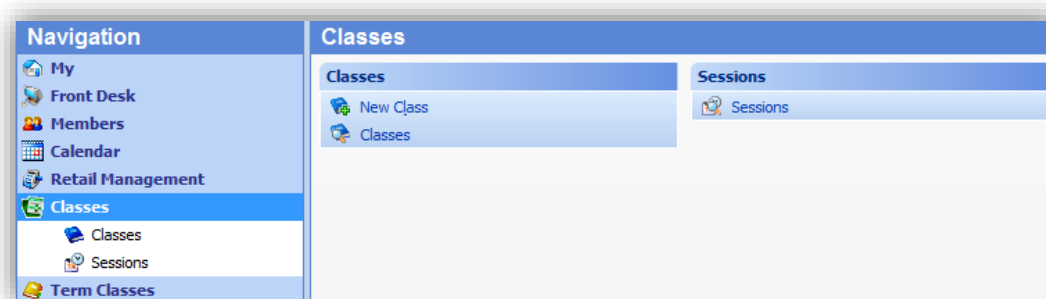 Navigation
My
Front Desk
Members
Calendar
Retail Management
Classes
Classes
Sessions
Term Classes
Classes
Classes
New Class
Classes
Sessions
Sessions